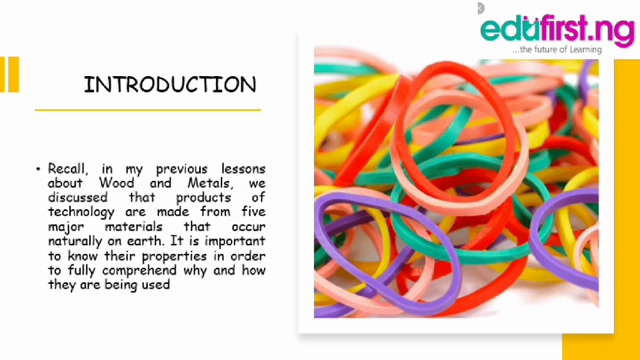 edufirst.ng
...the future of Learning
INTRODUCTION
• Recall, in my previous lessons
about Wood and Metals, we
discussed that products of
technology are made from five
major materials that occur
naturally on earth. It is important
to know their properties in order
to fully comprehend why and how
they are being used